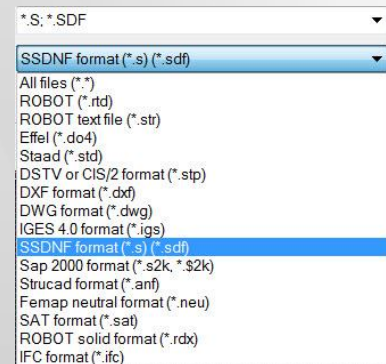 *.S; *.SDF
SSDNF format (*.s) (*.sdf)
All files (*.*)
ROBOT (*.rtd)
ROBOT text file (*.str)
Effel (*.do4)
Staad (*.std)
DSTV or CIS/2 format (*.stp)
DXF format (*.dxf)
DWG format (*.dwg)
IGES 4.0 format (*.igs)
SSDNF format (*.s) (*.sdf)
Sap 2000 format (*.s2k, *.$2k)
Strucad format (*.anf)
Femap neutral format (*.neu)
SAT format (*.sat)
ROBOT solid format (*.rdx)
IFC format (*.ifc)